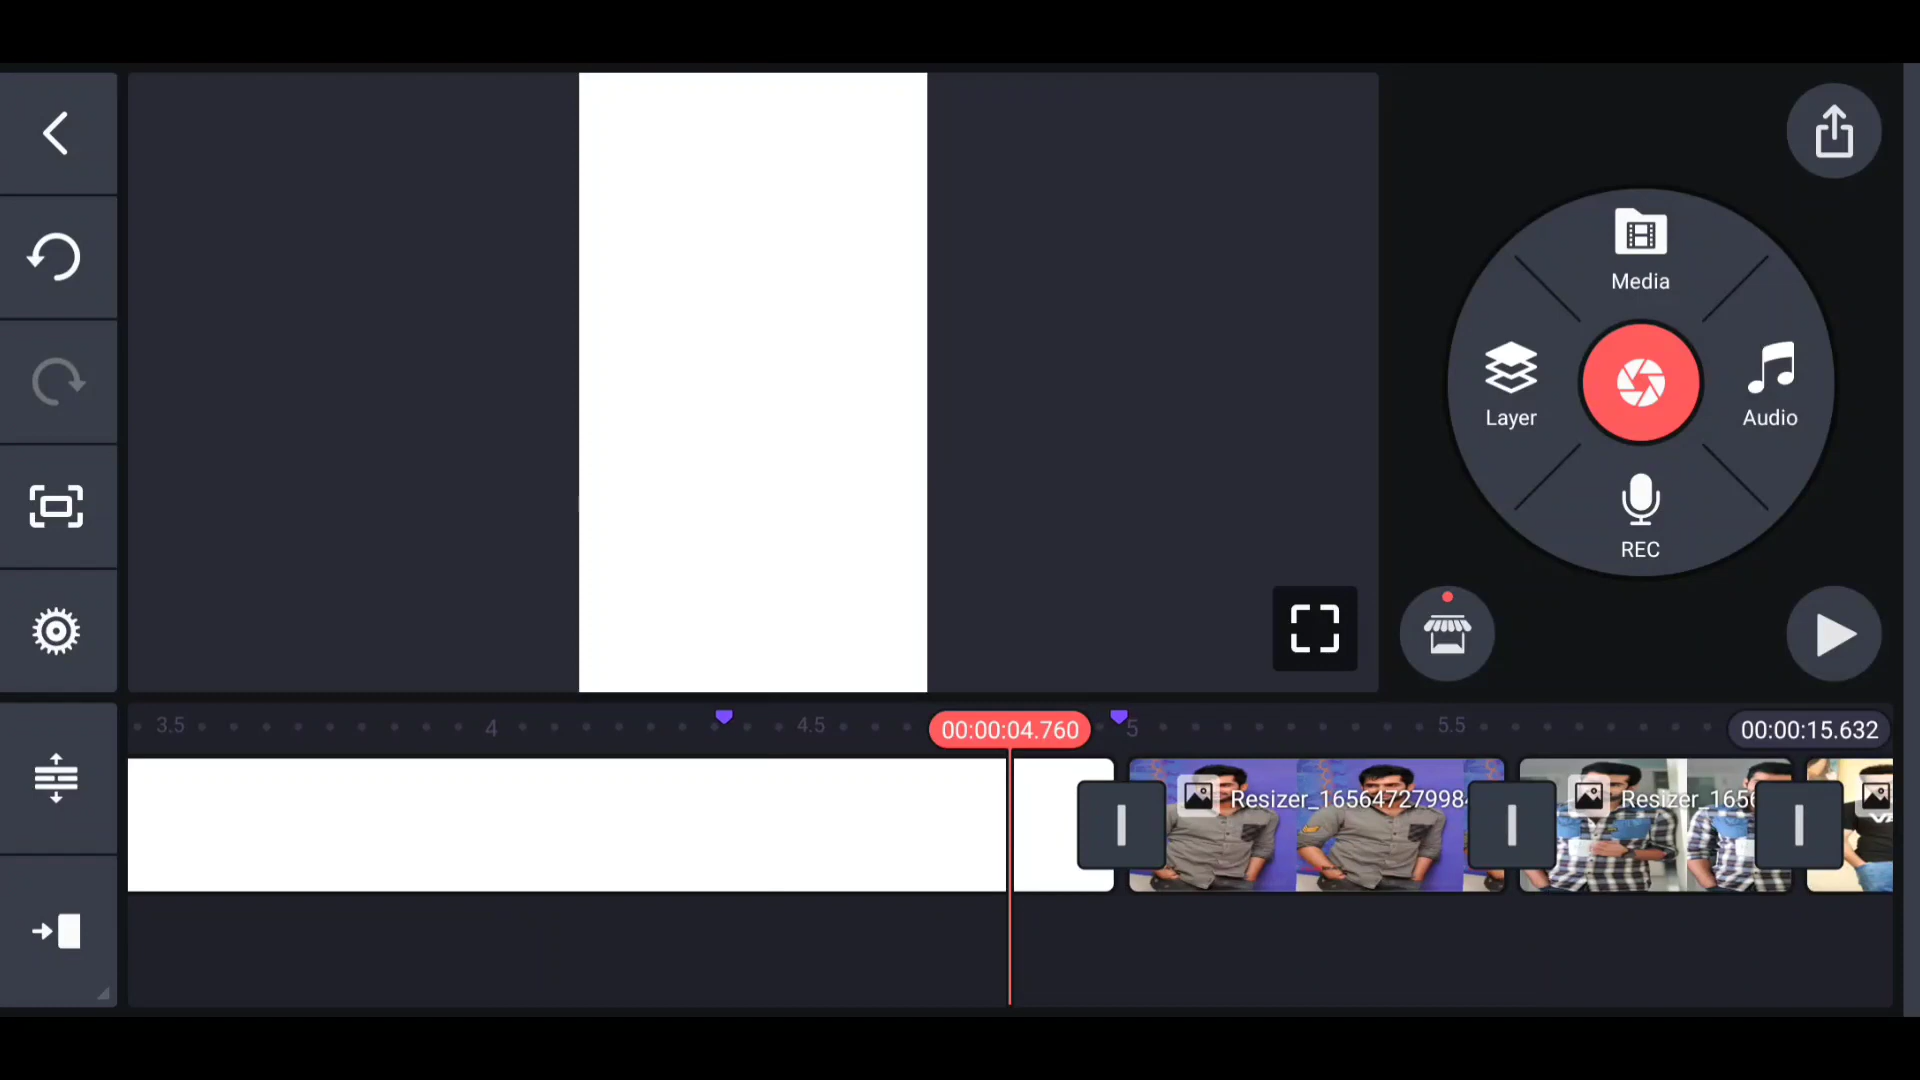 Media
Layer
Audio
REC
3.5
4
4.5
00:00:04.760
5
5.5
00:00:15.632
Resizer_165647279984
Resizer_1656